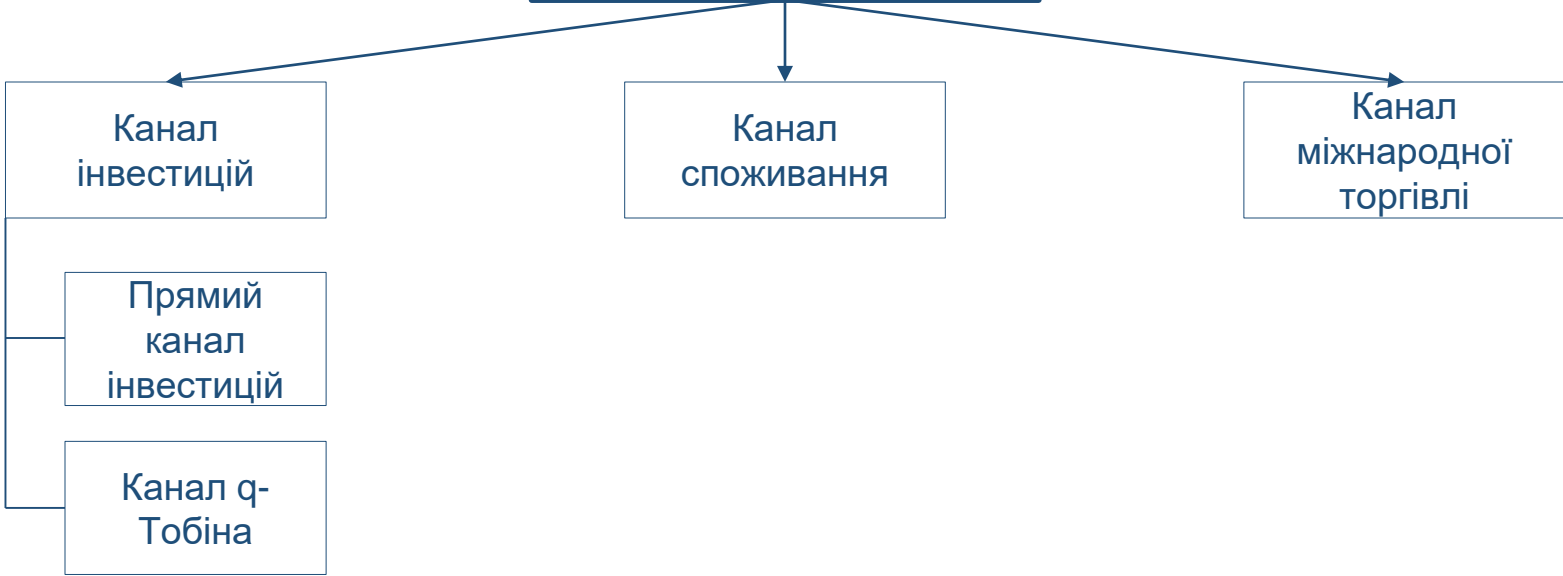 Канал
інвестицій
Канал
споживання
Канал
міжнародної
торгівлі
Прямий
канал
інвестицій
Канал q-
Тобіна